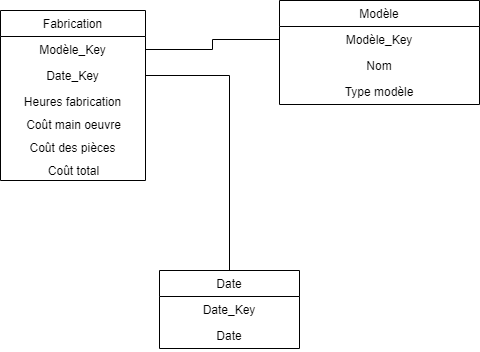 Fabrication
Modèle_Key
Date_Key
Heures fabrication
Coût main oeuvre
Coût des pièces
Coût total
Modèle
Modèle_Key
Nom
Type modèle
Date
Date_Key
Date